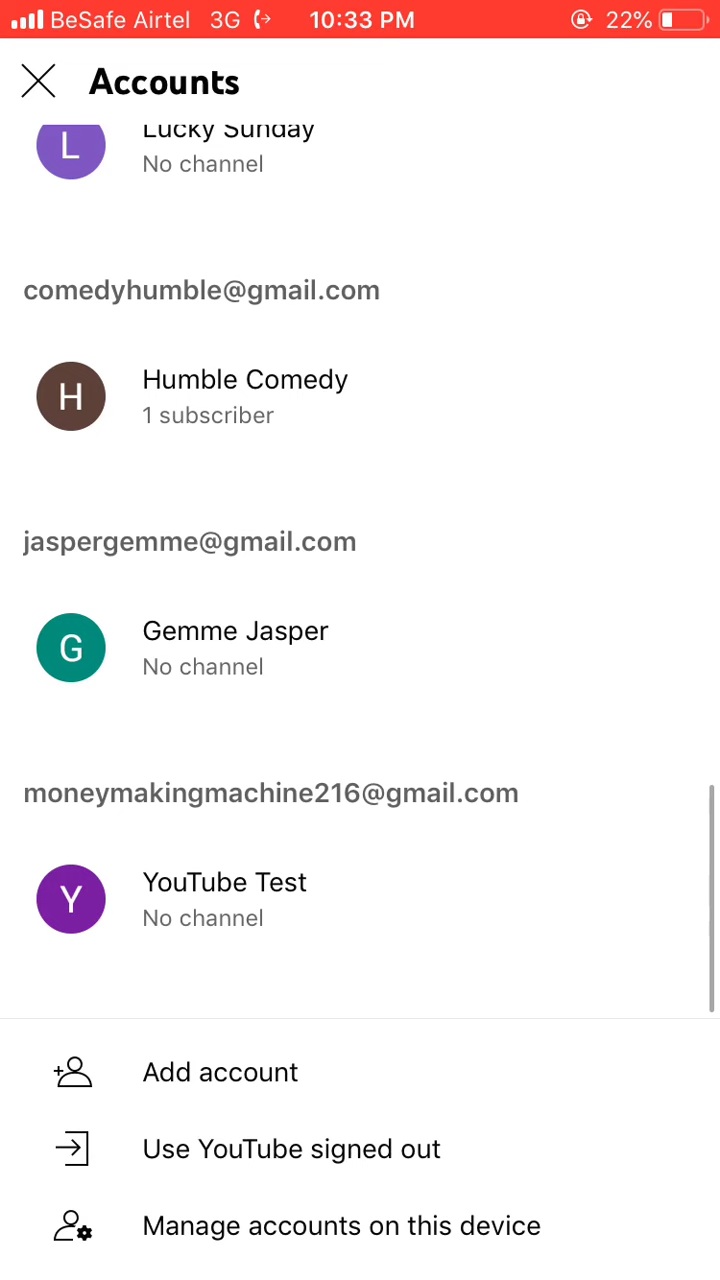 BeSafe Airtel 3G 10:33 PM 22%
Accounts
L Lucky Sunday
No channel
comedyhumble@gmail.com
H Humble Comedy
1 subscriber
jaspergemme@gmail.com
G Gemme Jasper
No channel
moneymakingmachine216@gmail.com
Y YouTube Test
No channel
Add account
Use YouTube signed out
Manage accounts on this device